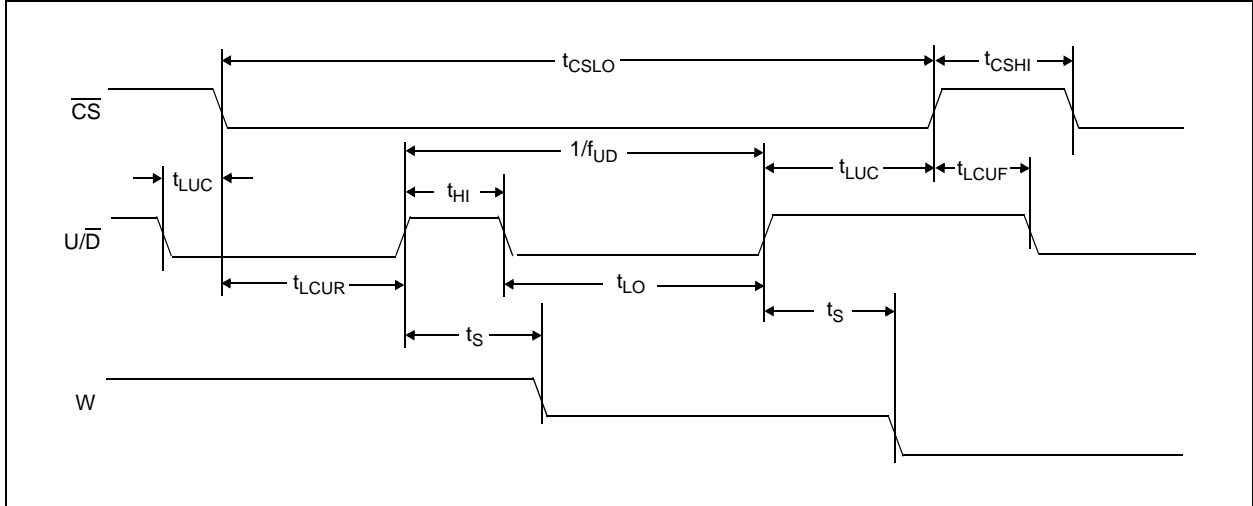 tCSLO
tCSHI
CS
1/fUD
tLUC
tLUC
tLCUF
tHI
U/D
tLCUR
tLO
tS
tS
W